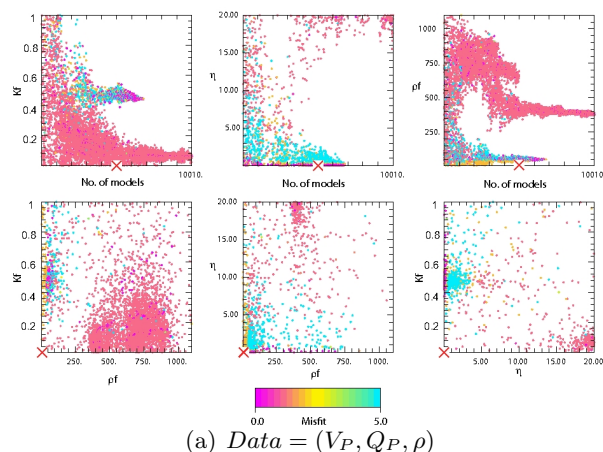 1
0.8
0.6
0.4
0.2
Kf
No. of models
10010.
20.00
15.00
10.00
5.00
η
No. of models
10010.
1000.
750.
500.
250.
ρf
No. of models
10010.
1
0.8
0.6
0.4
0.2
Kf
250. 500. 750. 1000.
ρf
20.00
15.00
10.00
5.00
η
250. 500. 750. 1000.
ρf
1
0.8
0.6
0.4
0.2
Kf
5.00 10.00 15.00 20.00
η
0.0 Misfit 5.0
(a) Data = (V_P, Q_P, ρ)